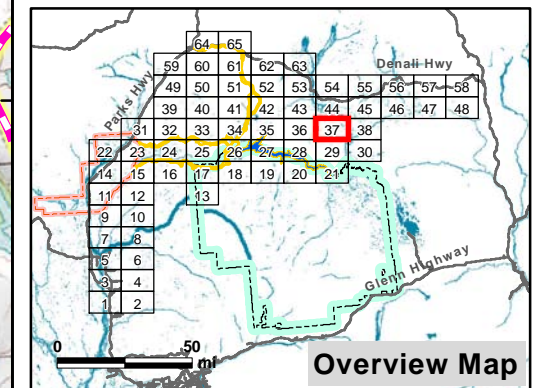 64 65
59 60 61 62 63
Denali Hwy
Parks Hwy
49 50 51 52 53 54 55 56 57 58
39 40 41 42 43 44 45 46 47 48
31 32 33 34 35 36 37 38
22 23 24 25 26 27 28 29 30
14 15 16 17 18 19 20 21
11 12 13
9 10
7 8
5 6
Glenn Highway
3 4
1 2
0 50
mi
Overview Map